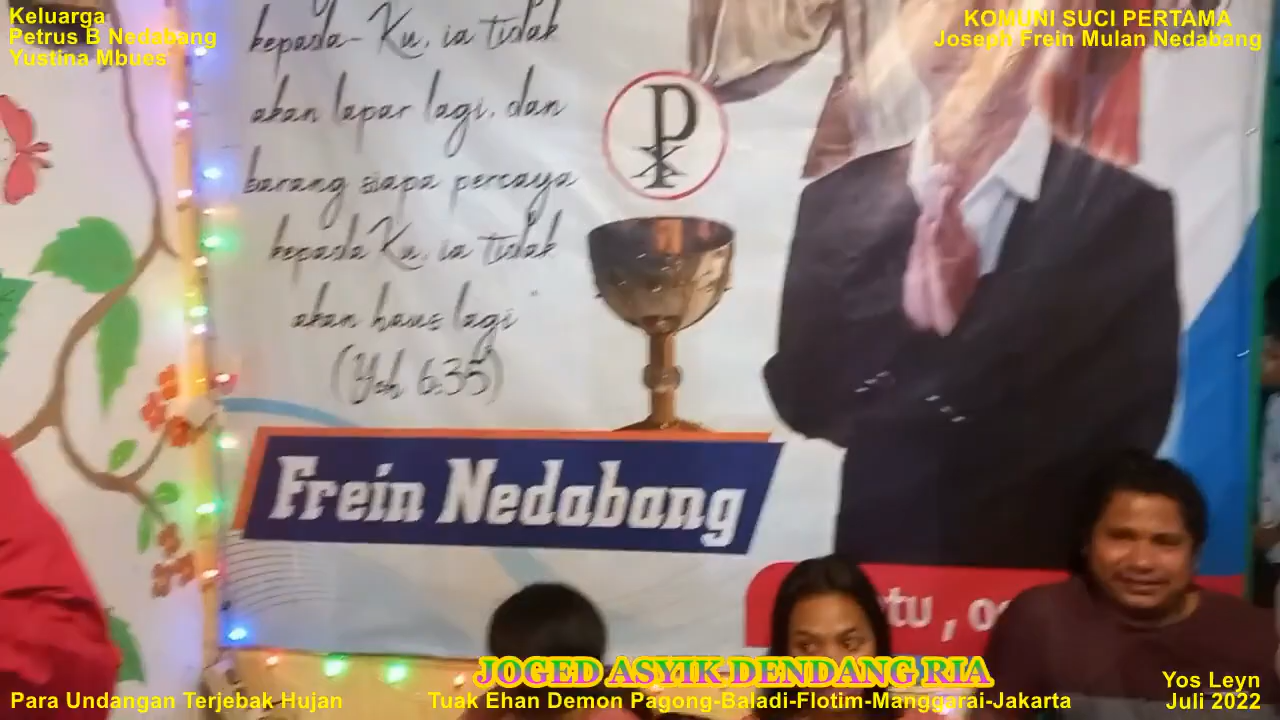 Keluarga
Petrus B Nedabang
Yustina Mbues
KOMUNI SUCI PERTAMA
Joseph Frein Mulan Nedabang
kepada-Ku, ia tidak
akan lapar lagi, dan
barang siapa percaya
kepadaKu, ia tidak
akan haus lagi"
(Yoh 6:35)
Frein Nedabang
JOGED ASYIK DENDANG RIA
Para Undangan Terjebak Hujan
Tuak Ehan Demon Pagong-Baladi-Flotim-Manggarai-Jakarta
Yos Leyn
Juli 2022